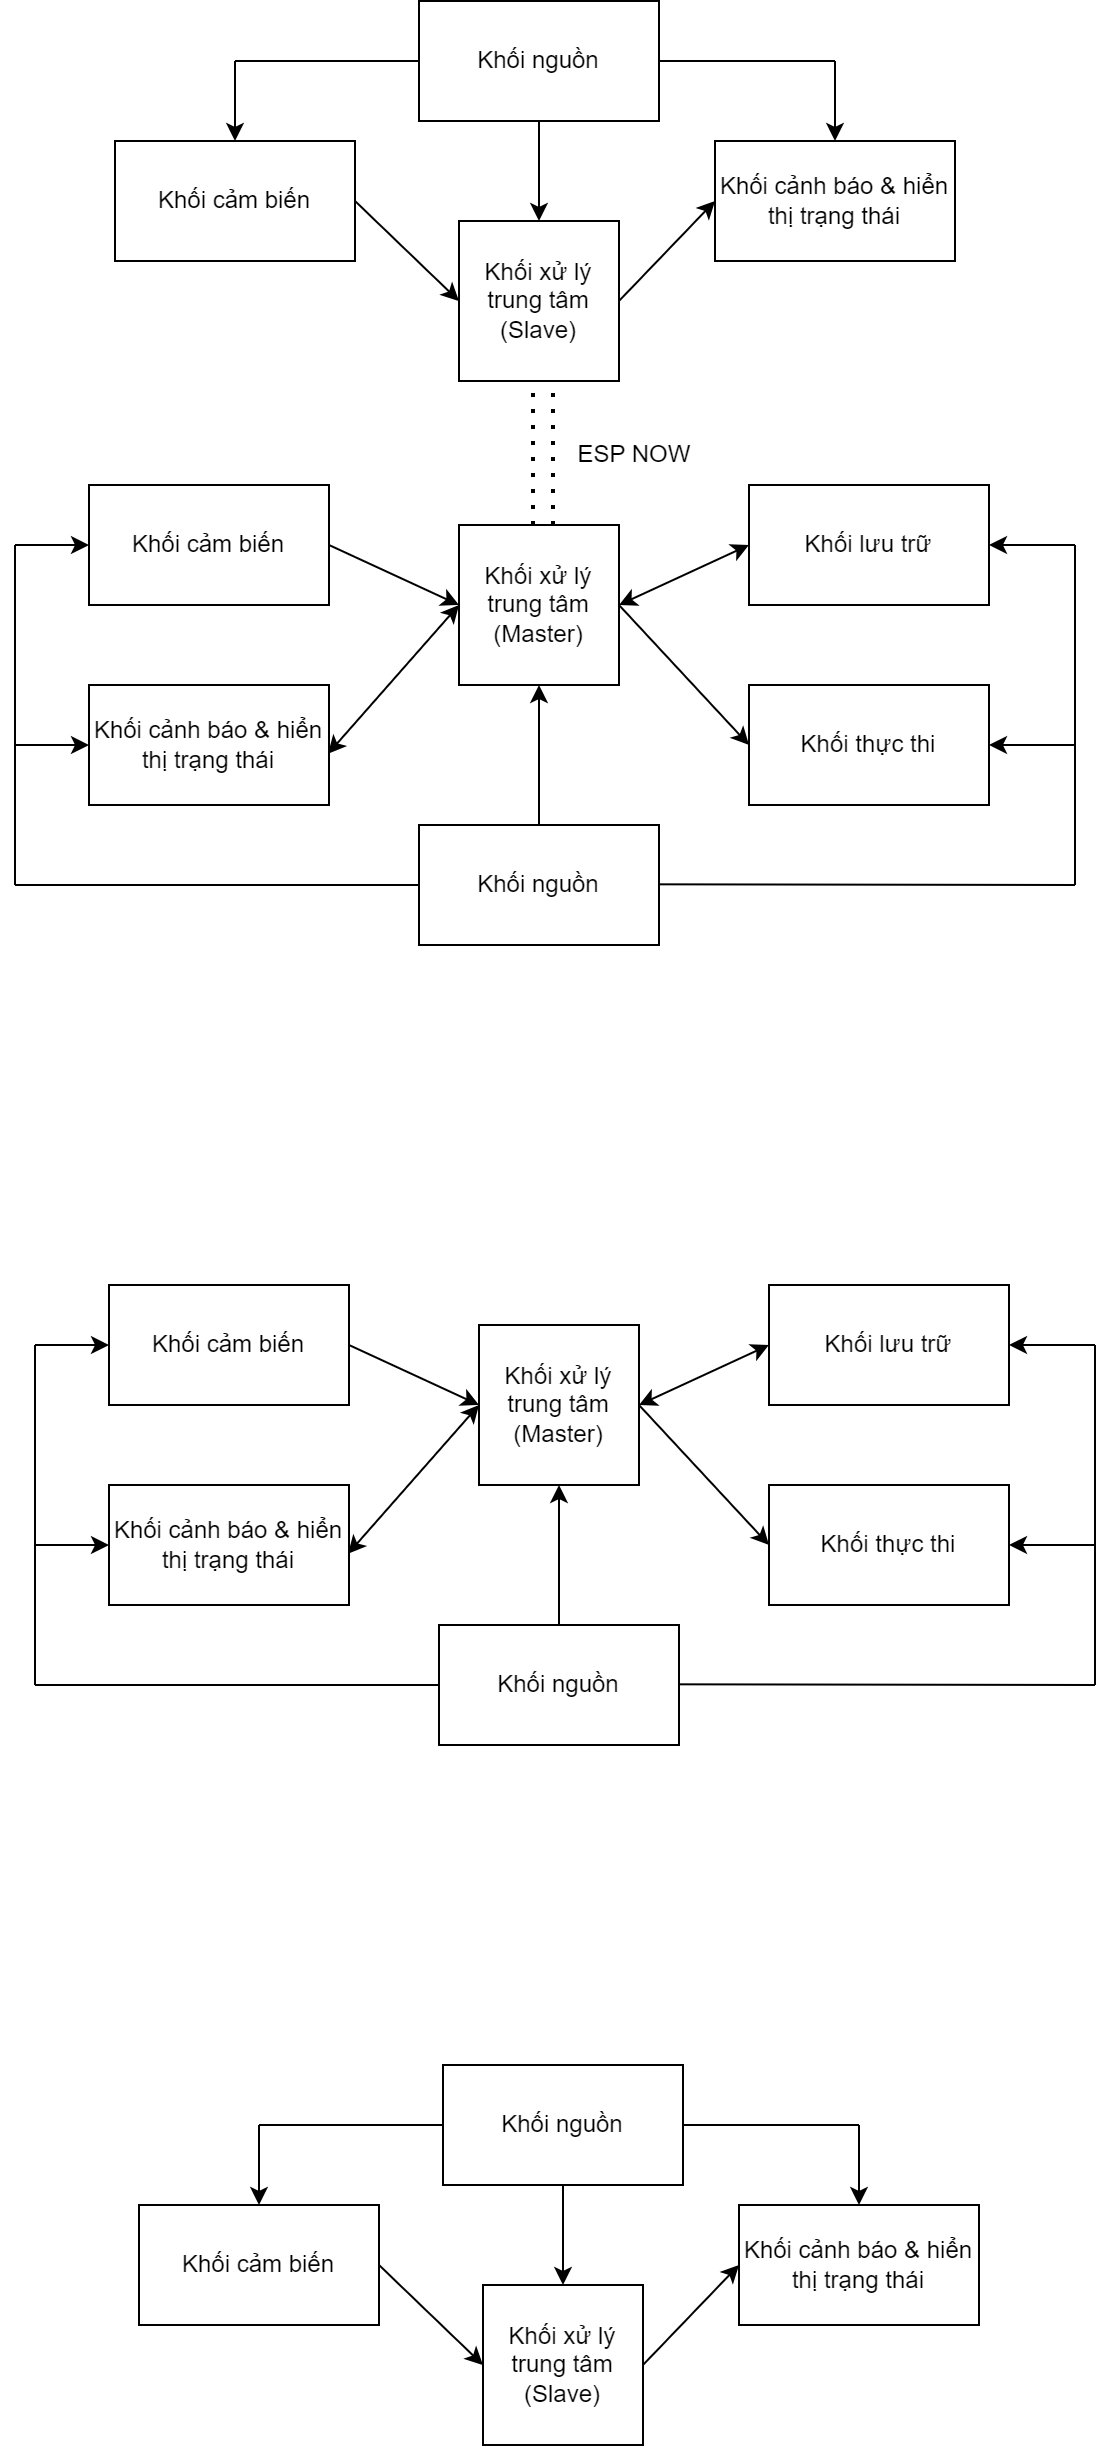 Khối nguồn
Khối cảm biến
Khối cảnh báo & hiển
thị trạng thái
Khối xử lý
trung tâm
(Slave)
ESP NOW
Khối cảm biến
Khối xử lý
trung tâm
(Master)
Khối lưu trữ
Khối cảnh báo & hiển
thị trạng thái
Khối thực thi
Khối nguồn
Khối cảm biến
Khối xử lý
trung tâm
(Master)
Khối lưu trữ
Khối cảnh báo & hiển
thị trạng thái
Khối thực thi
Khối nguồn
Khối nguồn
Khối cảm biến
Khối cảnh báo & hiển
thị trạng thái
Khối xử lý
trung tâm
(Slave)